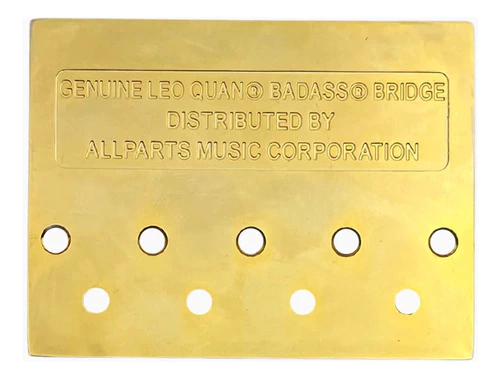 GENUINE LEO QUAN® BADASS® BRIDGE
DISTRIBUTED BY
ALLPARTS MUSIC CORPORATION